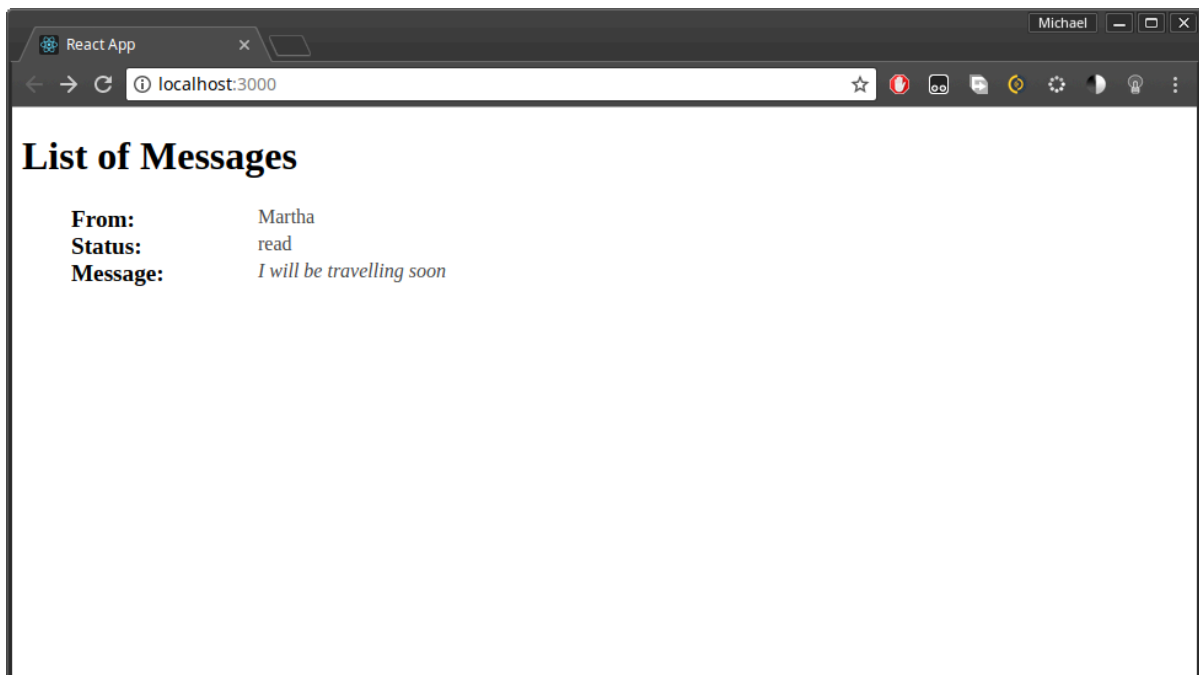 Michael
React App
localhost:3000
List of Messages
From: Martha
Status: read
Message: I will be travelling soon